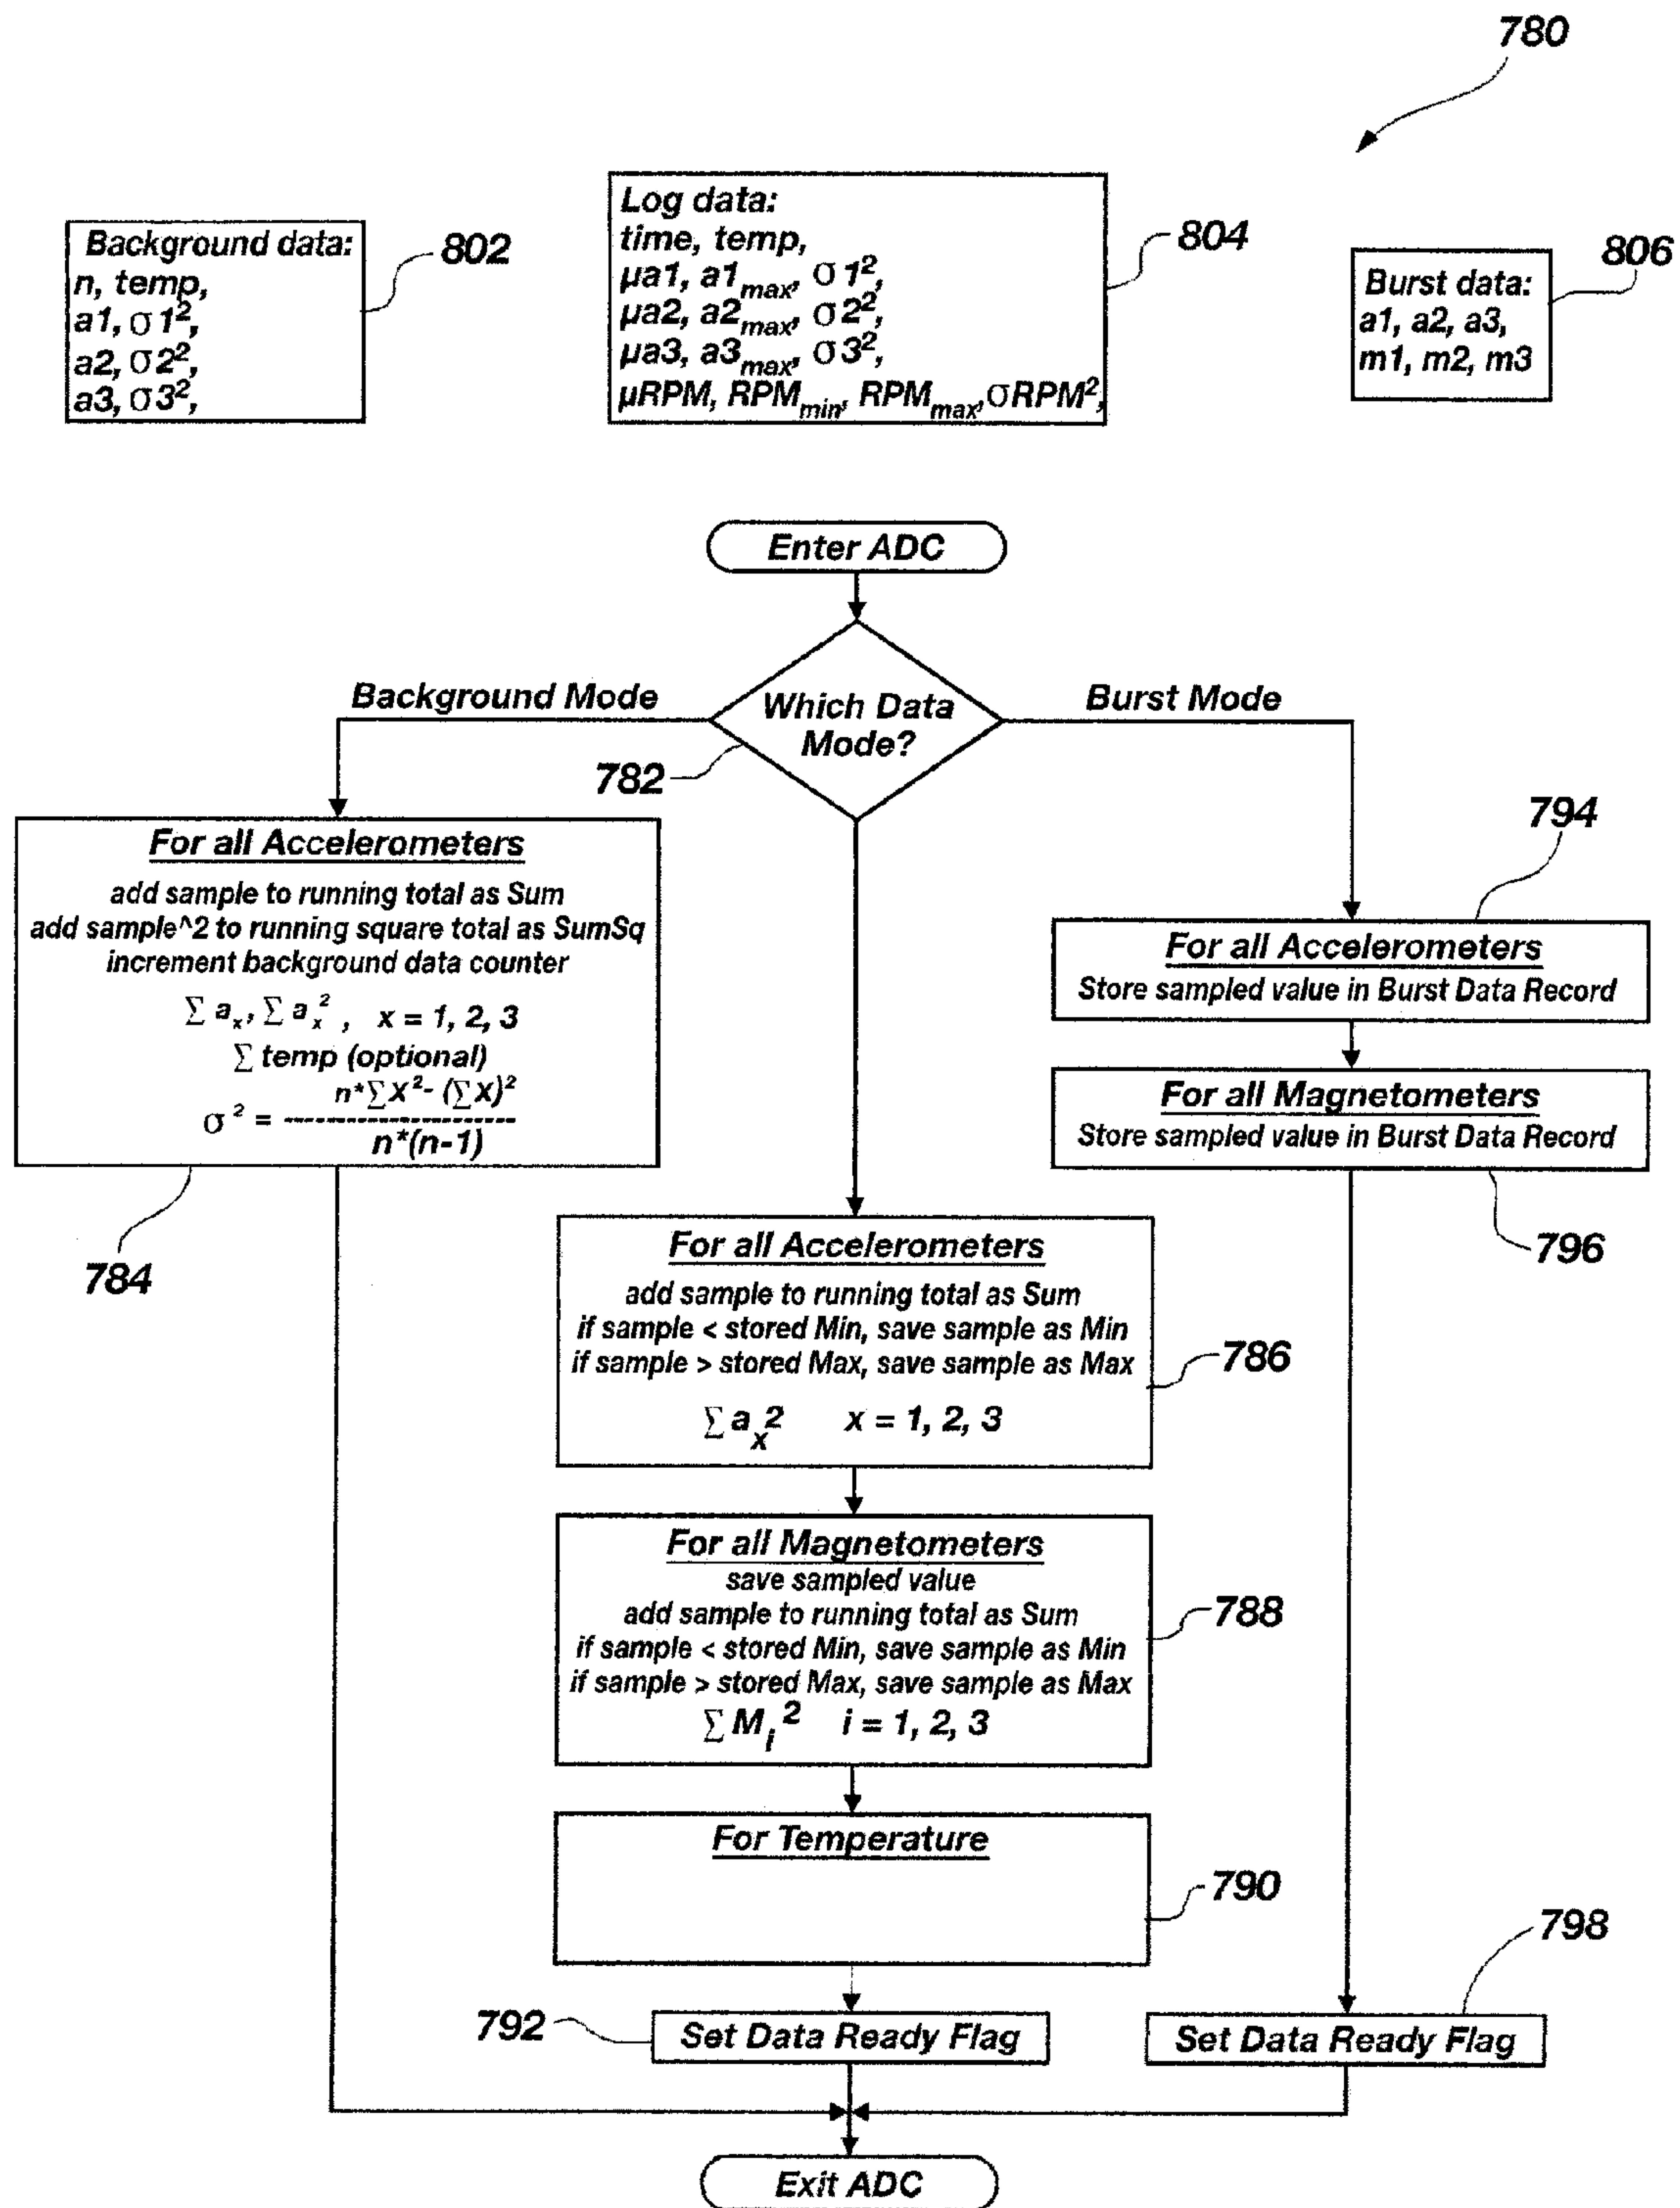 780
Background data:
n, temp,
a1, σ1²,
a2, σ2²,
a3, σ3²,
802
Log data:
time, temp,
µa1, a1max, σ1²,
µa2, a2max, σ2²,
µa3, a3max, σ3²,
µRPM, RPMmin, RPMmax, σRPM²,
804
Burst data:
a1, a2, a3,
m1, m2, m3
806
Enter ADC
Which Data
Mode?
782
Background Mode
Burst Mode
For all Accelerometers
add sample to running total as Sum
add sample^2 to running square total as SumSq
increment background data counter
∑ ax, ∑ ax², x = 1, 2, 3
∑ temp (optional)
n*∑X²- (∑X)²
σ² = --------------------
n*(n-1)
784
794
For all Accelerometers
Store sampled value in Burst Data Record
For all Magnetometers
Store sampled value in Burst Data Record
796
For all Accelerometers
add sample to running total as Sum
if sample < stored Min, save sample as Min
if sample > stored Max, save sample as Max
∑ ax2 x = 1, 2, 3
786
For all Magnetometers
save sampled value
add sample to running total as Sum
if sample < stored Min, save sample as Min
if sample > stored Max, save sample as Max
∑ Mi² i = 1, 2, 3
788
For Temperature
790
792
Set Data Ready Flag
798
Set Data Ready Flag
Exit ADC